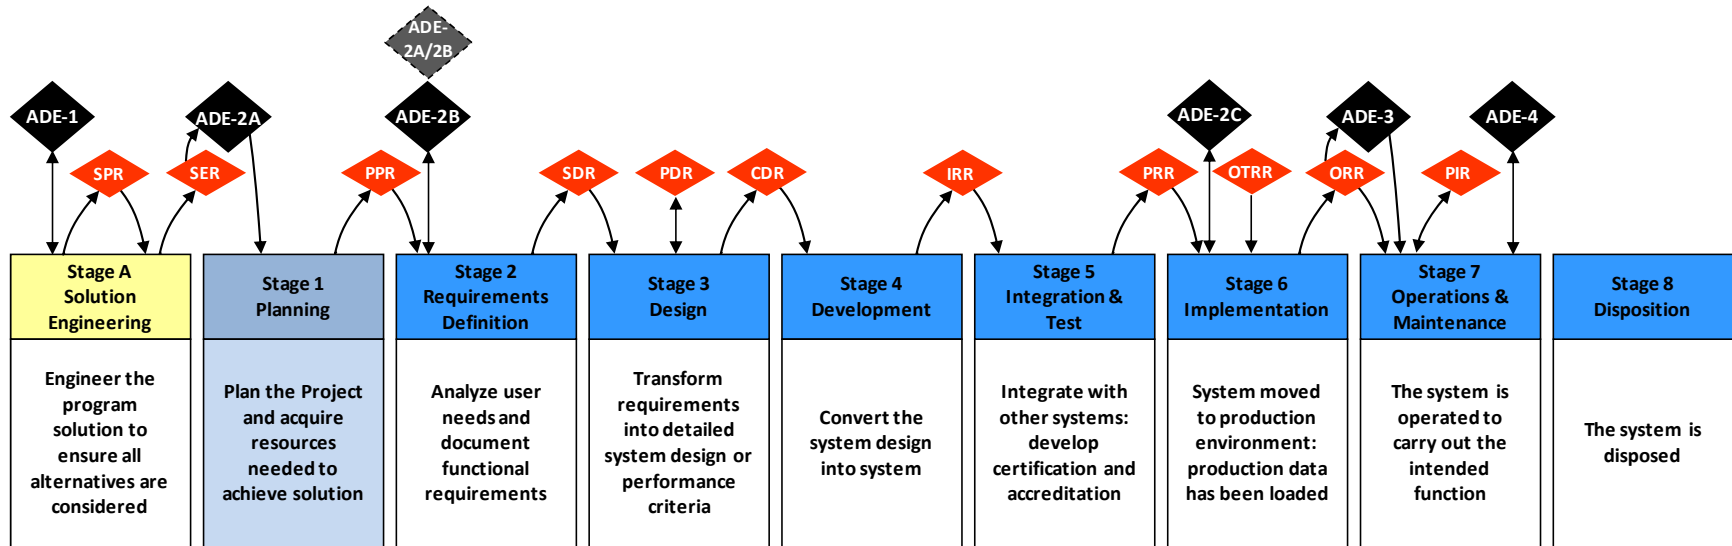 ADE-
2A/2B
ADE-1
ADE-2A
ADE-2B
ADE-2C
ADE-3
ADE-4
SPR
SER
PPR
SDR
PDR
CDR
IRR
PRR
OTRR
ORR
PIR
Stage A
Solution
Engineering
Engineer the
program
solution to
ensure all
alternatives are
considered
Stage 1
Planning
Plan the Project
and acquire
resources
needed to
achieve solution
Stage 2
Requirements
Definition
Analyze user
needs and
document
functional
requirements
Stage 3
Design
Transform
requirements
into detailed
system design or
performance
criteria
Stage 4
Development
Convert the
system design
into system
Stage 5
Integration &
Test
Integrate with
other systems:
develop
certification and
accreditation
Stage 6
Implementation
System moved
to production
environment:
production data
has been loaded
Stage 7
Operations &
Maintenance
The system is
operated to
carry out the
intended
function
Stage 8
Disposition
The system is
disposed